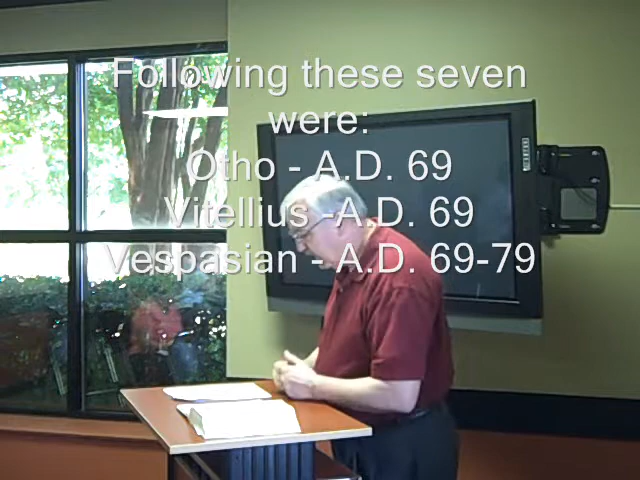 Following these seven
were:
Otho - A.D. 69
Vitellius -A.D. 69
Vespasian - A.D. 69-79